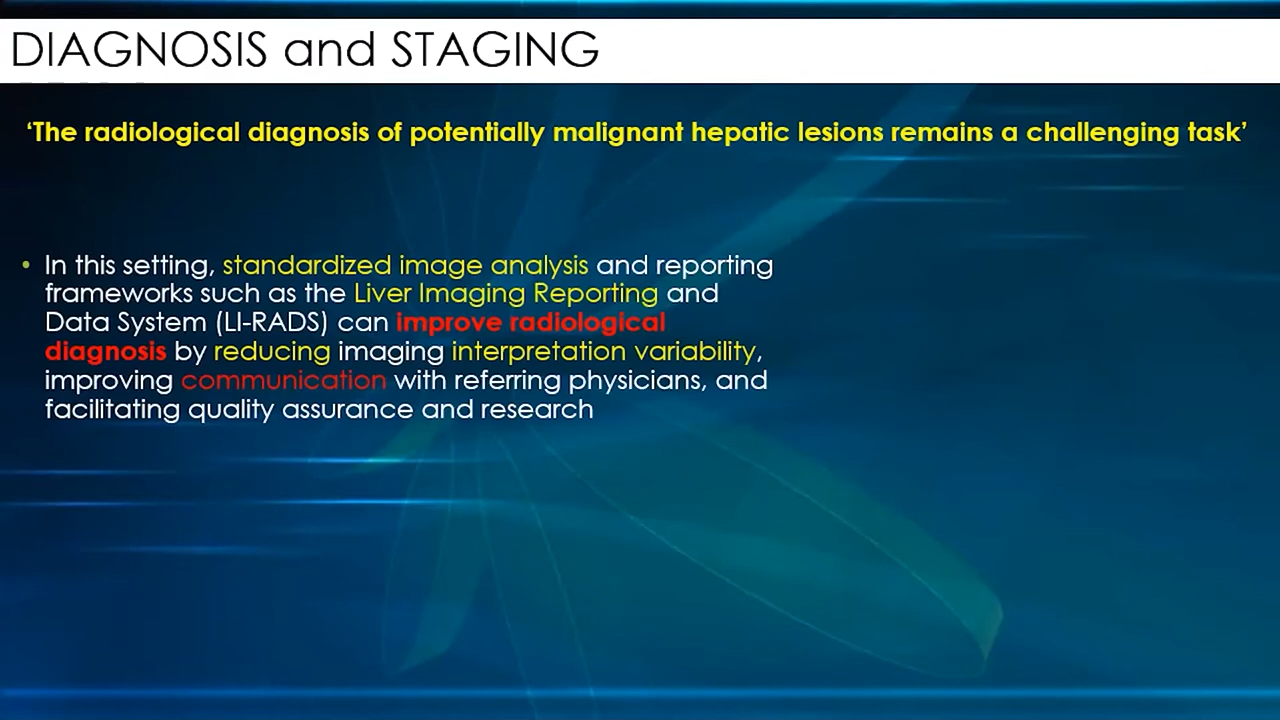 DIAGNOSIS and STAGING
‘The radiological diagnosis of potentially malignant hepatic lesions remains a challenging task’
• In this setting, standardized image analysis and reporting
frameworks such as the Liver Imaging Reporting and
Data System (LI-RADS) can improve radiological
diagnosis by reducing imaging interpretation variability,
improving communication with referring physicians, and
facilitating quality assurance and research